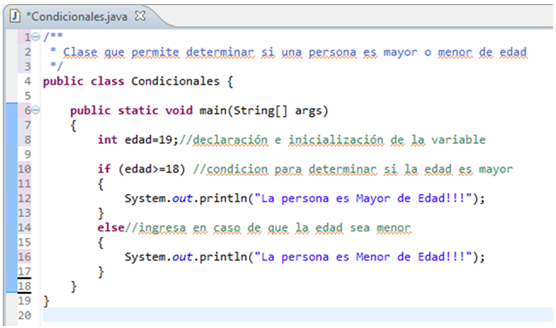 *Condicionales.java
1 /**
2 * Clase que permite determinar si una persona es mayor o menor de edad
3 */
4 public class Condicionales {
5
6 public static void main(String[] args)
7 {
8 int edad=19;//declaración e inicialización de la variable
9
10 if (edad>=18) //condicion para determinar si la edad es mayor
11 {
12 System.out.println("La persona es Mayor de Edad!!!");
13 }
14 else//ingresa en caso de que la edad sea menor
15 {
16 System.out.println("La persona es Menor de Edad!!!");
17 }
18 }
19 }
20